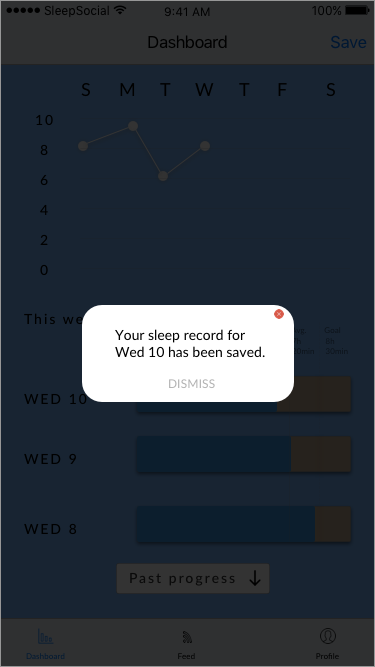 SleepSocial 9:41 AM 100%
Dashboard Save
S M T W T F S
10
8
6
4
2
0
This we
Your sleep record for
Wed 10 has been saved.
DISMISS
WED 10
WED 9
WED 8
Past progress
Dashboard Feed Profile